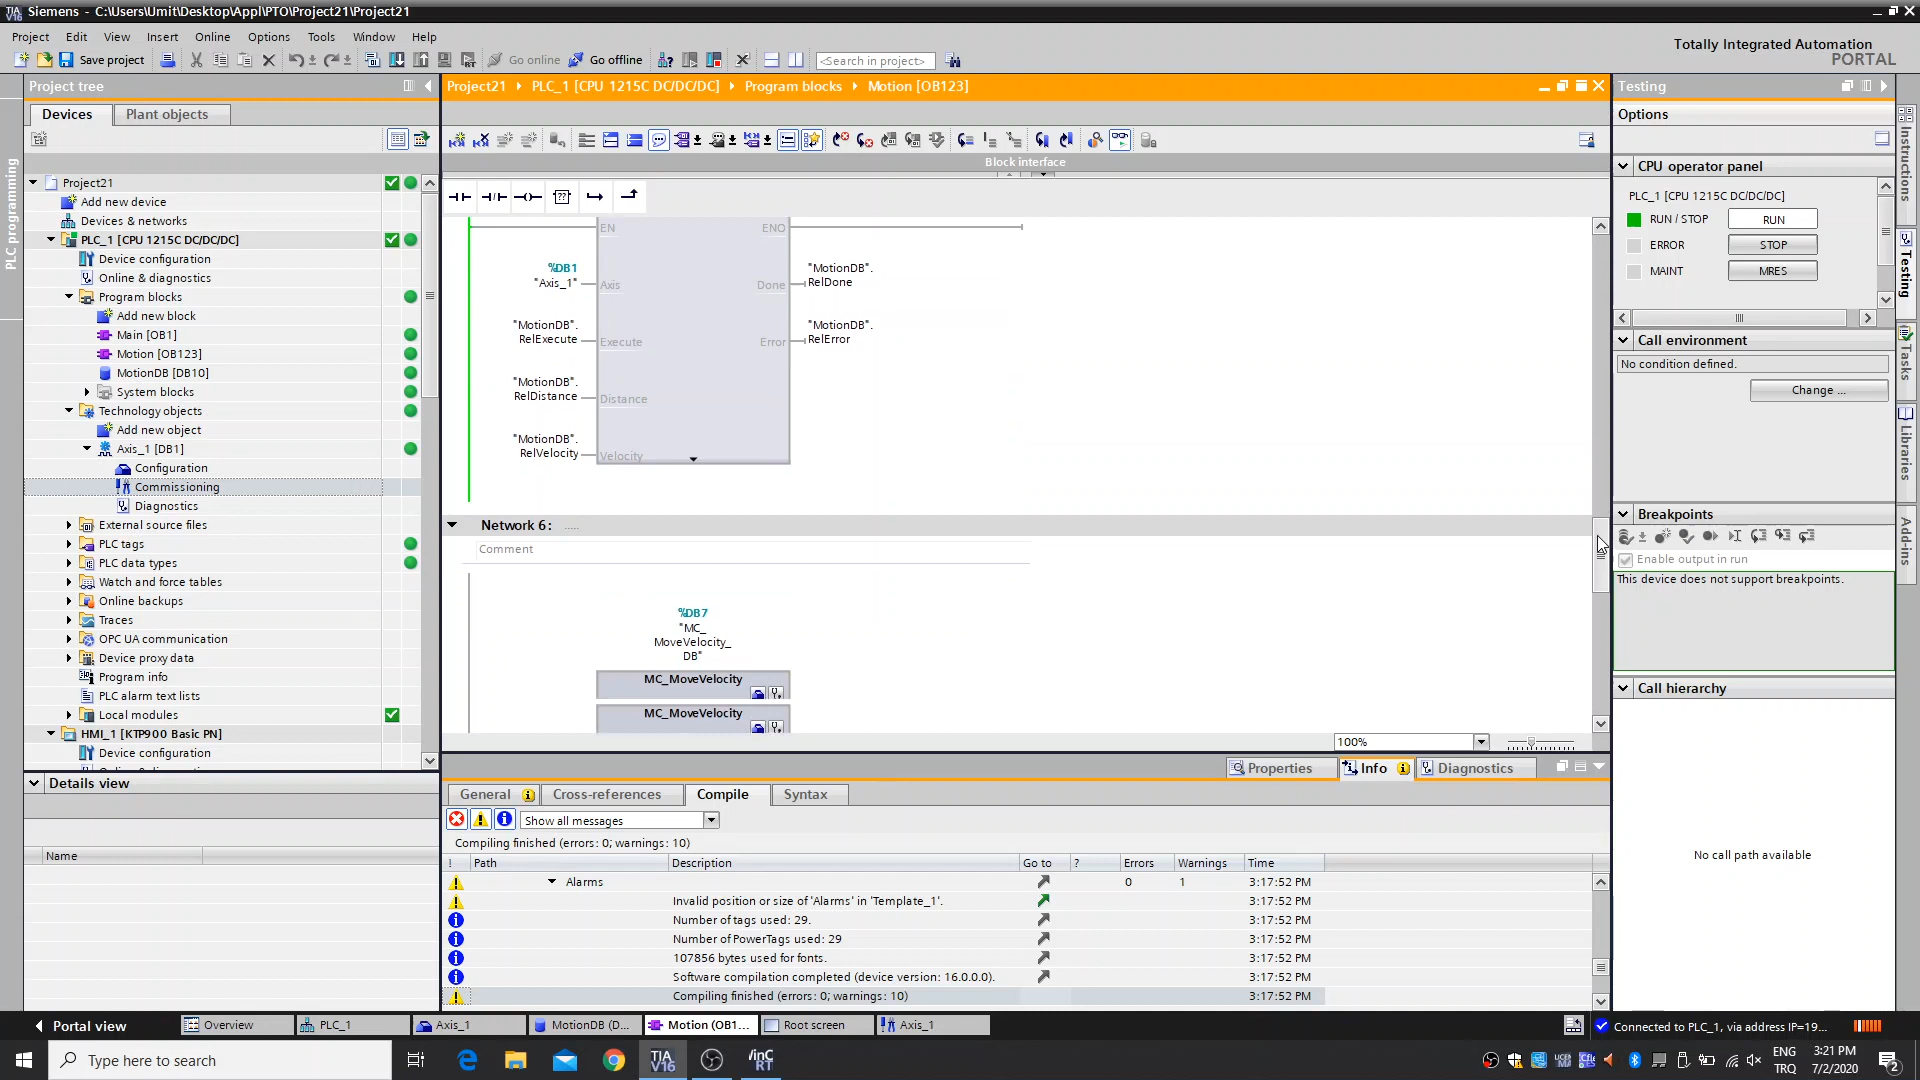 Siemens - C:\Users\Umit\Desktop\Appl\PTO\Project21\Project21
Project Edit View Insert Online Options Tools Window Help
Totally Integrated Automation
PORTAL
Save project
Go online
Go offline
<Search in project>
Project tree
Devices
Plant objects
PLC programming
Project21
Add new device
Devices & networks
PLC_1 [CPU 1215C DC/DC/DC]
Device configuration
Online & diagnostics
Program blocks
Add new block
Main [OB1]
Motion [OB123]
MotionDB [DB10]
System blocks
Technology objects
Add new object
Axis_1 [DB1]
Configuration
Commissioning
Diagnostics
External source files
PLC tags
PLC data types
Watch and force tables
Online backups
Traces
OPC UA communication
Device proxy data
Program info
PLC alarm text lists
Local modules
HMI_1 [KTP900 Basic PN]
Device configuration
Details view
Name
Project21 PLC_1 [CPU 1215C DC/DC/DC] Program blocks Motion [OB123]
Block interface
EN ENO
%DB1
"Axis_1" Axis
Done "MotionDB".
RelDone
"MotionDB".
RelExecute Execute
Error "MotionDB".
RelError
"MotionDB".
RelDistance Distance
"MotionDB".
RelVelocity Velocity
Network 6: .....
Comment
%DB7
"MC_
MoveVelocity_
DB"
MC_MoveVelocity
MC_MoveVelocity
100%
Properties
Info
Diagnostics
General
Cross-references
Compile
Syntax
Show all messages
Compiling finished (errors: 0; warnings: 10)
! Path Description Go to ? Errors Warnings Time
Alarms 0 1 3:17:52 PM
Invalid position or size of 'Alarms' in 'Template_1'. 3:17:52 PM
Number of tags used: 29. 3:17:52 PM
Number of PowerTags used: 29 3:17:52 PM
107856 bytes used for fonts. 3:17:52 PM
Software compilation completed (device version: 16.0.0.0). 3:17:52 PM
Compiling finished (errors: 0; warnings: 10) 3:17:52 PM
Testing
Options
CPU operator panel
PLC_1 [CPU 1215C DC/DC/DC]
RUN / STOP RUN
ERROR STOP
MAINT MRES
Call environment
No condition defined.
Change ...
Breakpoints
Enable output in run
This device does not support breakpoints.
Call hierarchy
No call path available
Instructions
Testing
Tasks
Libraries
Add-ins
Portal view
Overview
PLC_1
Axis_1
MotionDB (D...
Motion (OB1...
Root screen
Axis_1
Connected to PLC_1, via address IP=19...
Type here to search
TIA
V16
WinC
RT
ENG
TRQ
3:21 PM
7/2/2020
2